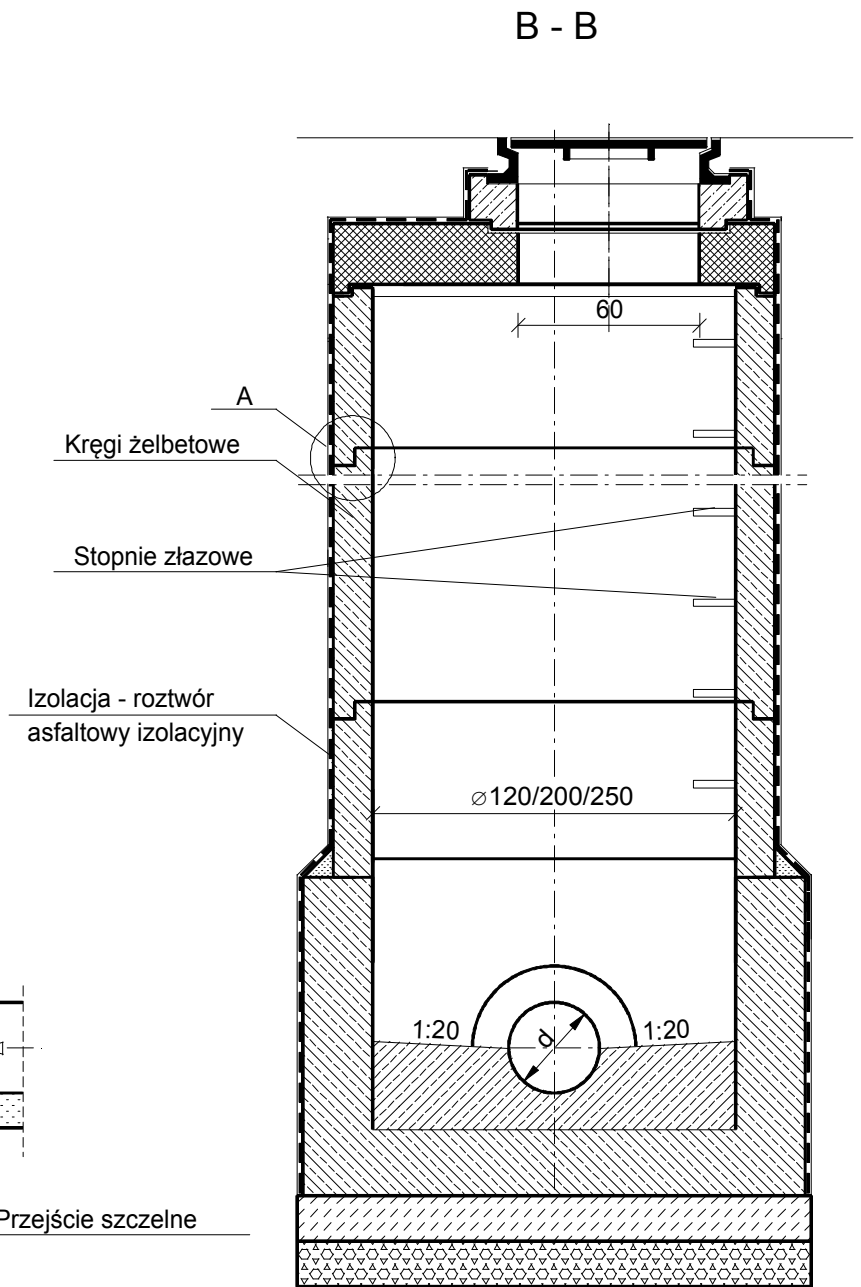 B - B
60
A
Kręgi żelbetowe
Stopnie złazowe
Izolacja - roztwór
asfaltowy izolacyjny
⌀120/200/250
1:20
d
1:20
Przejście szczelne